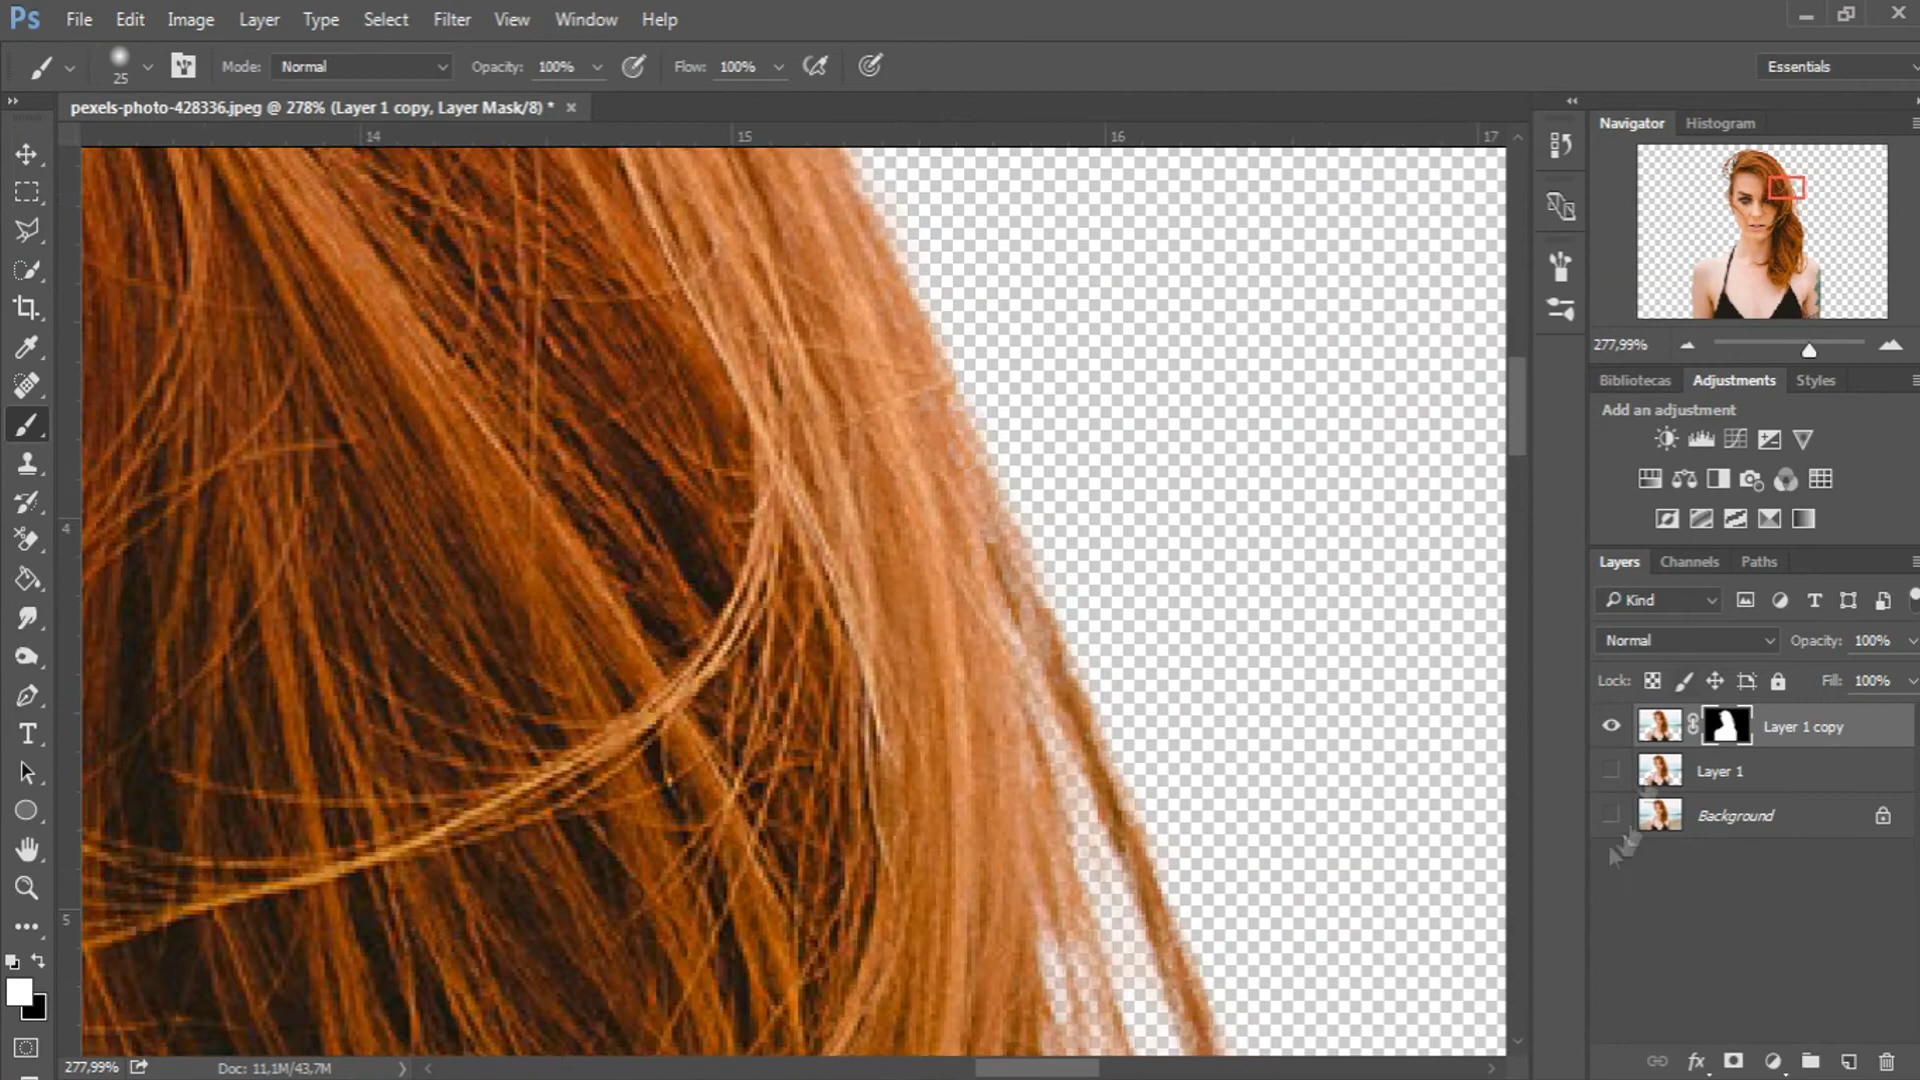 Ps File Edit Image Layer Type Select Filter View Window Help
25 Mode: Normal Opacity: 100% Flow: 100% Essentials
pexels-photo-428336.jpeg @ 278% (Layer 1 copy, Layer Mask/8) *
14 15 16 17
4
5
Navigator Histogram
277,99%
Bibliotecas Adjustments Styles
Add an adjustment
Layers Channels Paths
Kind
Normal Opacity: 100%
Lock: Fill: 100%
Layer 1 copy
Layer 1
Background
fx
277,99% Doc: 11,1M/43,7M